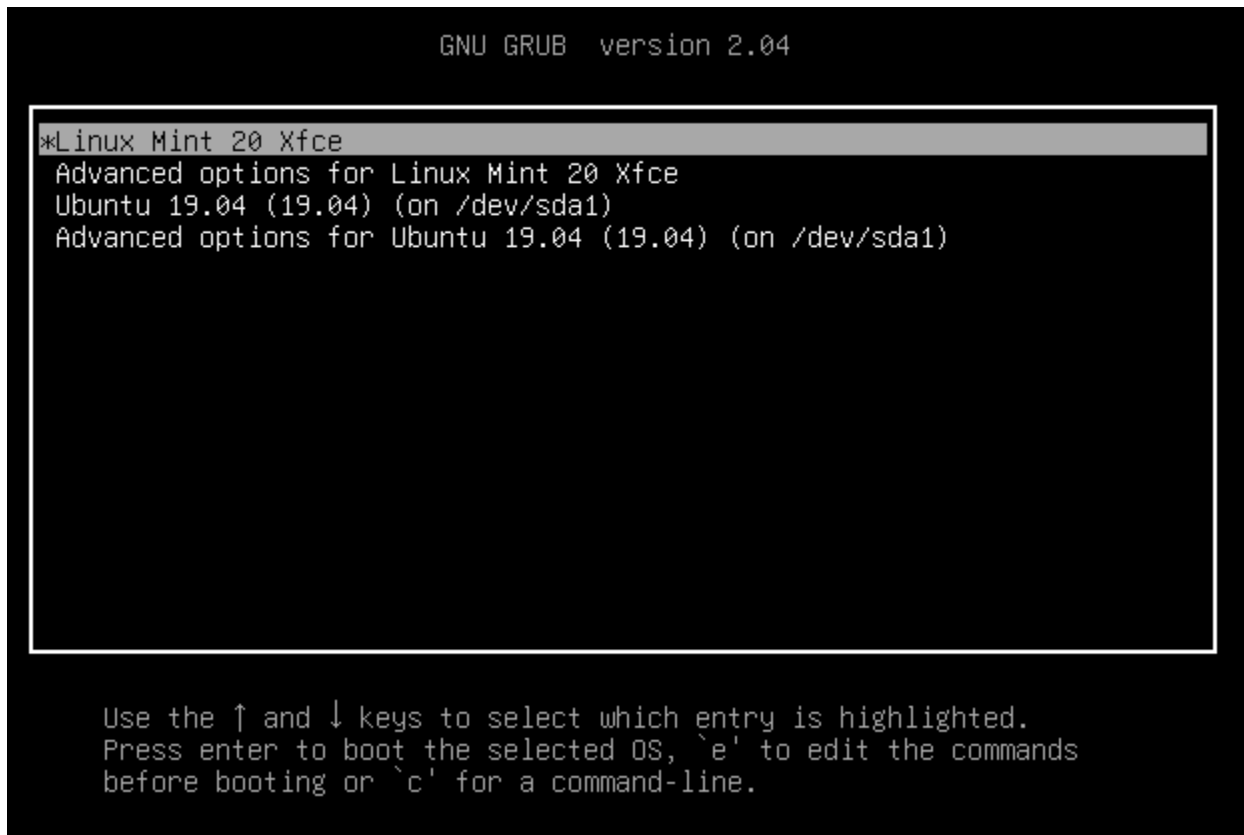 GNU GRUB  version 2.04
*Linux Mint 20 Xfce
Advanced options for Linux Mint 20 Xfce
Ubuntu 19.04 (19.04) (on /dev/sda1)
Advanced options for Ubuntu 19.04 (19.04) (on /dev/sda1)
Use the ↑ and ↓ keys to select which entry is highlighted.
Press enter to boot the selected OS, `e' to edit the commands
before booting or `c' for a command-line.